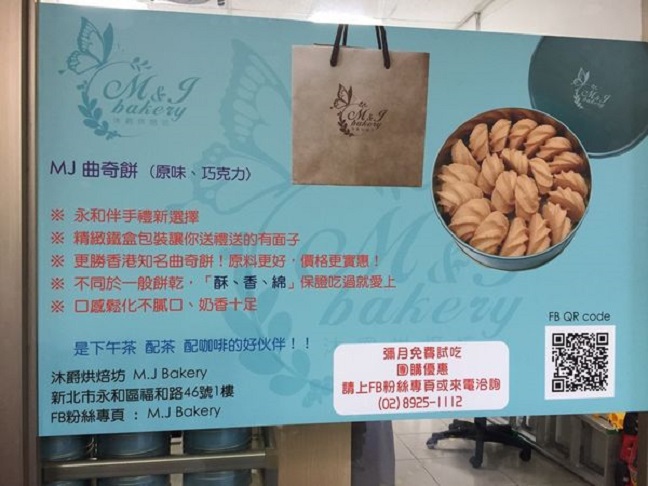 M&J
bakery
沐爵烘焙坊
M&J
bakery
M&J
bakery
MJ 曲奇餅 (原味、巧克力)
※ 永和伴手禮新選擇
※ 精緻鐵盒包裝讓你送禮送的有面子
※ 更勝香港知名曲奇餅！原料更好，價格更實惠！
※ 不同於一般餅乾，「酥、香、綿」保證吃過就愛上
※ 口感鬆化不膩口、奶香十足
M&J
bakery
是下午茶 配茶 配咖啡的好伙伴！！
沐爵烘焙坊 M.J Bakery
新北市永和區福和路46號1樓
FB粉絲專頁 : M.J Bakery
彌月免費試吃
團購優惠
請上FB粉絲專頁或來電洽詢
(02)8925-1112
FB QR code